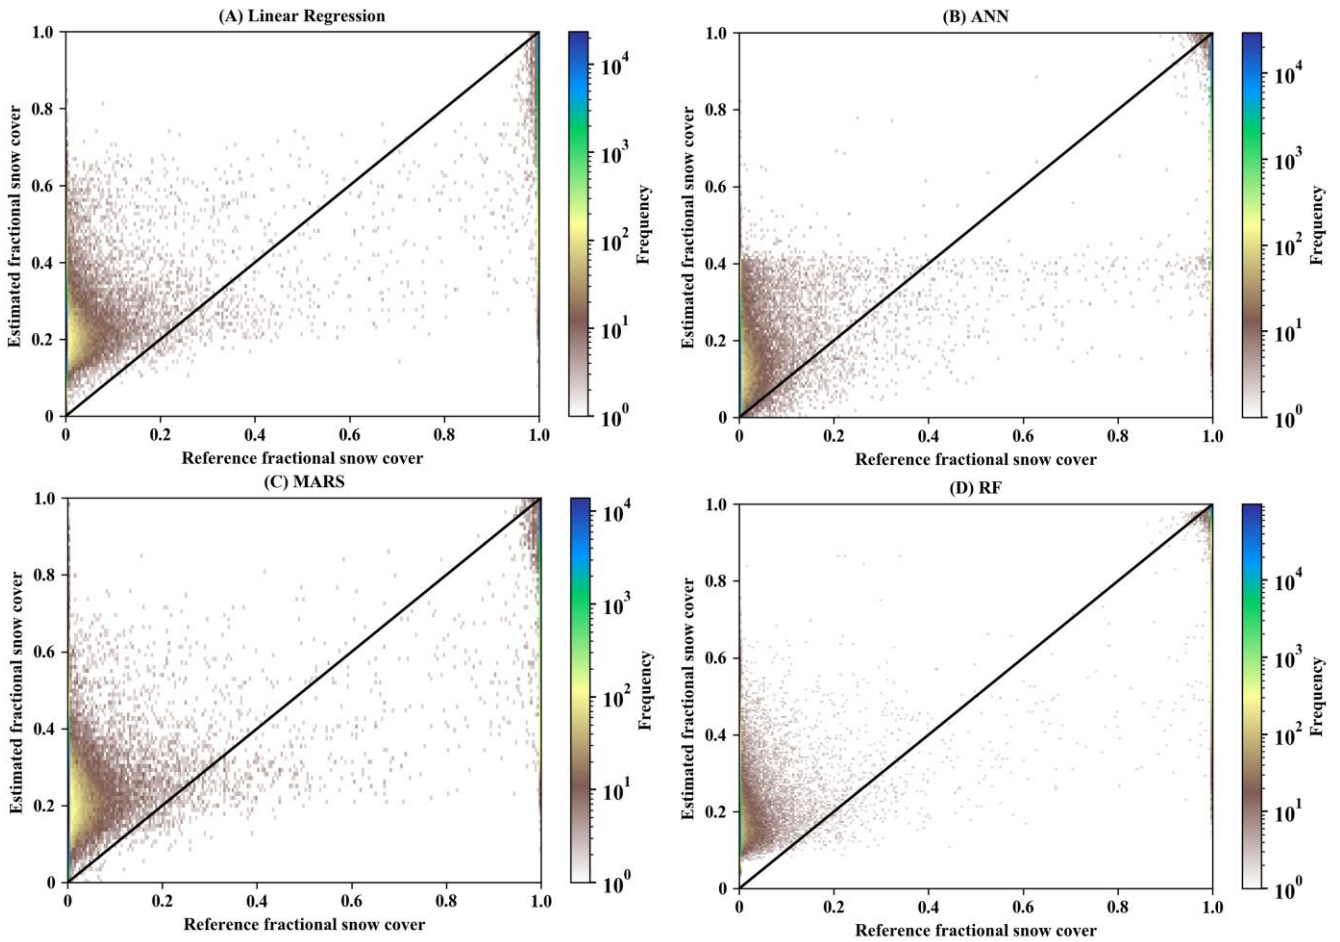 (A) Linear Regression
1.0
0.8
0.6
0.4
0.2
0
Estimated fractional snow cover
0 0.2 0.4 0.6 0.8 1.0
Reference fractional snow cover
10^4
10^3
10^2
10^1
10^0
Frequency
(B) ANN
1.0
0.8
0.6
0.4
0.2
0
Estimated fractional snow cover
0 0.2 0.4 0.6 0.8 1.0
Reference fractional snow cover
10^4
10^3
10^2
10^1
10^0
Frequency
(C) MARS
1.0
0.8
0.6
0.4
0.2
0
Estimated fractional snow cover
0 0.2 0.4 0.6 0.8 1.0
Reference fractional snow cover
10^4
10^3
10^2
10^1
10^0
Frequency
(D) RF
1.0
0.8
0.6
0.4
0.2
0
Estimated fractional snow cover
0 0.2 0.4 0.6 0.8 1.0
Reference fractional snow cover
10^4
10^3
10^2
10^1
10^0
Frequency